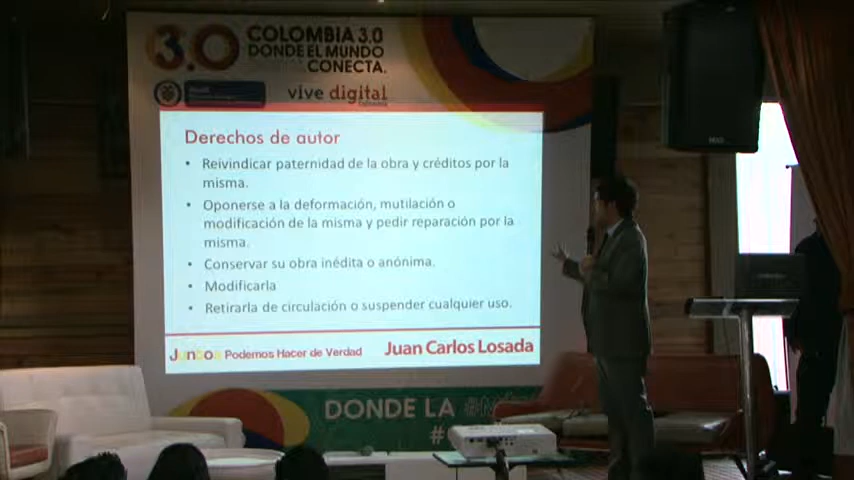 3.0
COLOMBIA 3.0
DONDE EL MUNDO
CONECTA.
vive digital
Derechos de autor
• Reivindicar paternidad de la obra y créditos por la
misma.
• Oponerse a la deformación, mutilación o
modificación de la misma y pedir reparación por la
misma.
• Conservar su obra inédita o anónima.
• Modificarla
• Retirarla de circulación o suspender cualquier uso.
Juntos Podemos Hacer de Verdad
Juan Carlos Losada
DONDE LA